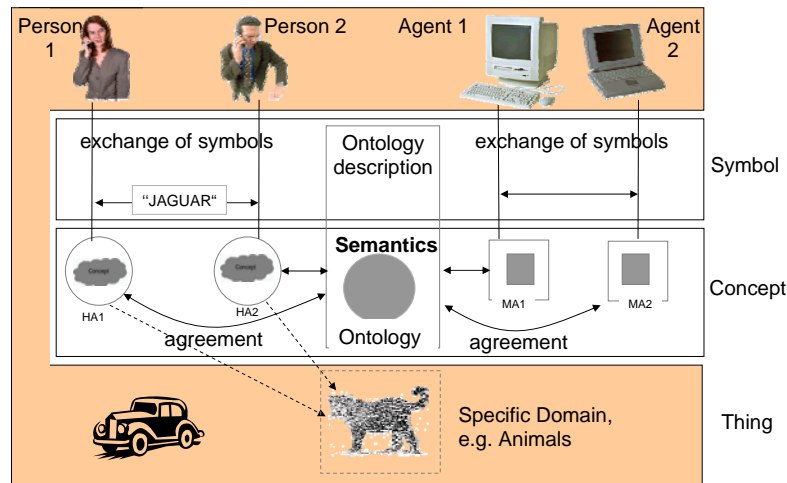 Person 1
Person 2
Agent 1
Agent 2
exchange of symbols
Ontology
description
exchange of symbols
Symbol
“JAGUAR“
Semantics
Concept
Concept
Concept
HA1
HA2
MA1
MA2
agreement
Ontology
agreement
Specific Domain,
e.g. Animals
Thing